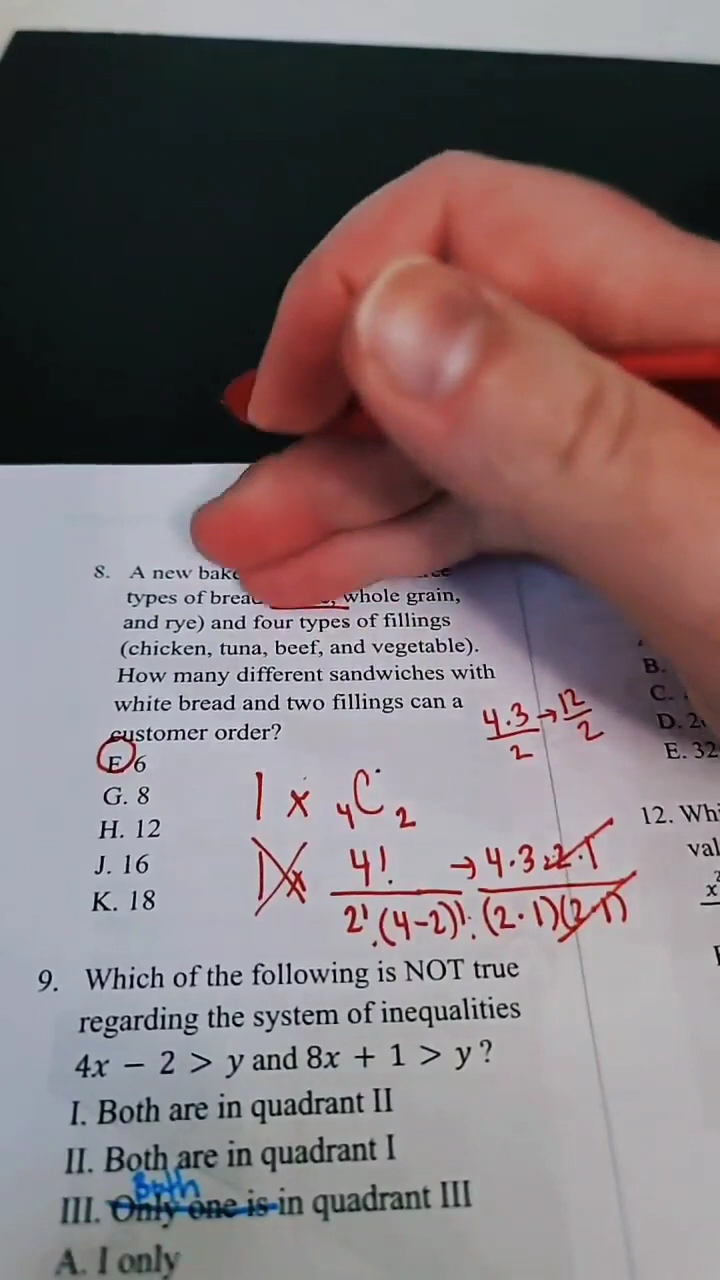 8. A new
types of whole grain,
and rye) and four types of fillings
(chicken, tuna, beef, and vegetable).
How many different sandwiches with
white bread and two fillings can a
customer order?
F. 6
G. 8
H. 12
J. 16
K. 18
4·3/2 → 12/2
1 x ₄C₂
4! / 2!(4-2)! → 4·3·2·1 / (2·1)(2·1)
9. Which of the following is NOT true
regarding the system of inequalities
4x − 2 > y and 8x + 1 > y?
I. Both are in quadrant II
II. Both are in quadrant I
Both
III. Only one is in quadrant III
A. I only
B.
C.
D. 2
E. 32
12.